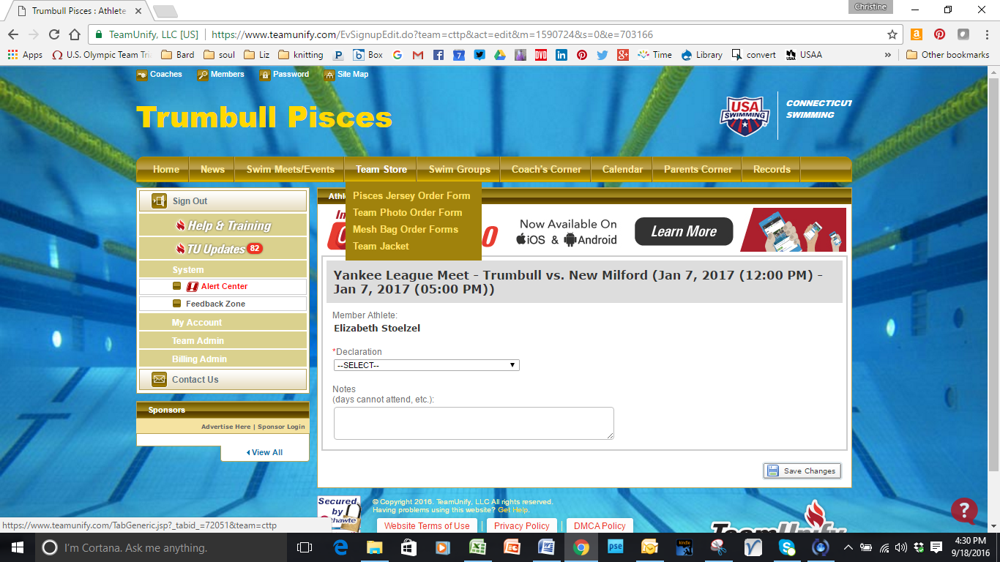 Trumbull Pisces : Athlete
Christine
TeamUnify, LLC [US]
https://www.teamunify.com/EvSignupEdit.do?team=cttp&act=edit&m=1590724&s=0&e=703166
Apps
U.S. Olympic Team Tri
Bard
soul
Liz
knitting
Box
Time
Library
convert
USAA
» Other bookmarks
Coaches
Members
Password
Site Map
Trumbull Pisces
USA
SWIMMING
CONNECTICUT
SWIMMING
Home
News
Swim Meets/Events
Team Store
Swim Groups
Coach's Corner
Calendar
Parents Corner
Records
Pisces Jersey Order Form
Team Photo Order Form
Mesh Bag Order Forms
Team Jacket
Sign Out
Help & Training
TU Updates 82
System
Alert Center
Feedback Zone
My Account
Team Admin
Billing Admin
Contact Us
Sponsors
Advertise Here | Sponsor Login
View All
Now Available On
iOS & Android
Learn More
Yankee League Meet - Trumbull vs. New Milford (Jan 7, 2017 (12:00 PM) -
Jan 7, 2017 (05:00 PM))
Member Athlete:
Elizabeth Stoelzel
*Declaration
--SELECT--
Notes
(days cannot attend, etc.):
Save Changes
Secured
by
thawte
© Copyright 2016. TeamUnify, LLC All rights reserved.
Having problems using this website? Get Help.
Website Terms of Use
Privacy Policy
DMCA Policy
TeamUnify
?
https://www.teamunify.com/TabGeneric.jsp?_tabid_=72051&team=cttp
I'm Cortana. Ask me anything.
pse
kindle
4:30 PM
9/18/2016